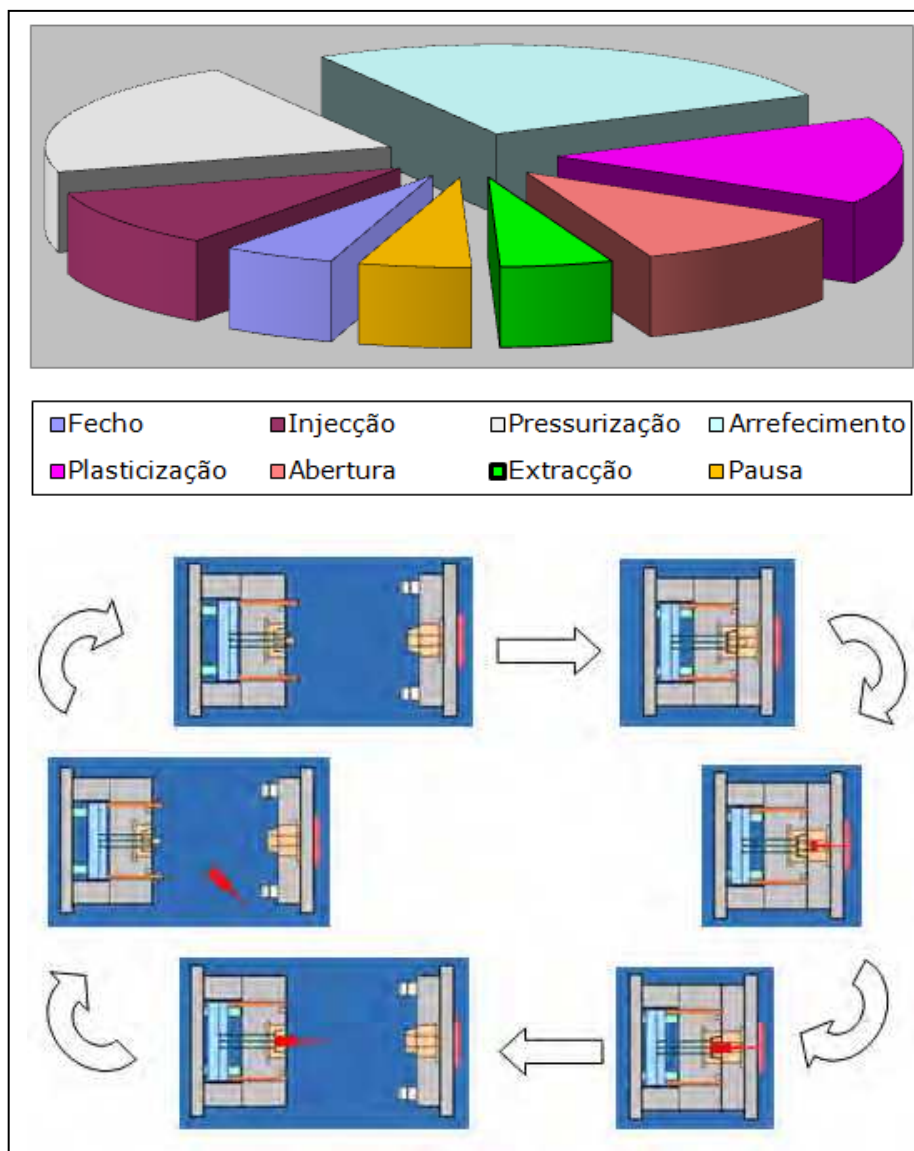 Fecho Injecção Pressurização Arrefecimento
Plasticização Abertura Extracção Pausa